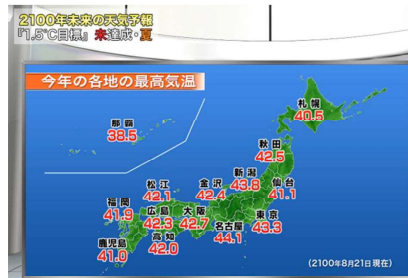 2100年未来の天気予報
『1.5℃目標』未達成・夏
今年の各地の最高気温
那覇
38.5
札幌
40.5
秋田
42.5
新潟
43.8
仙台
41.1
金沢
42.4
松江
42.1
福岡
41.9
広島
42.3
大阪
42.7
東京
43.3
名古屋
44.1
高知
42.0
鹿児島
41.0
(2100年8月21日現在)